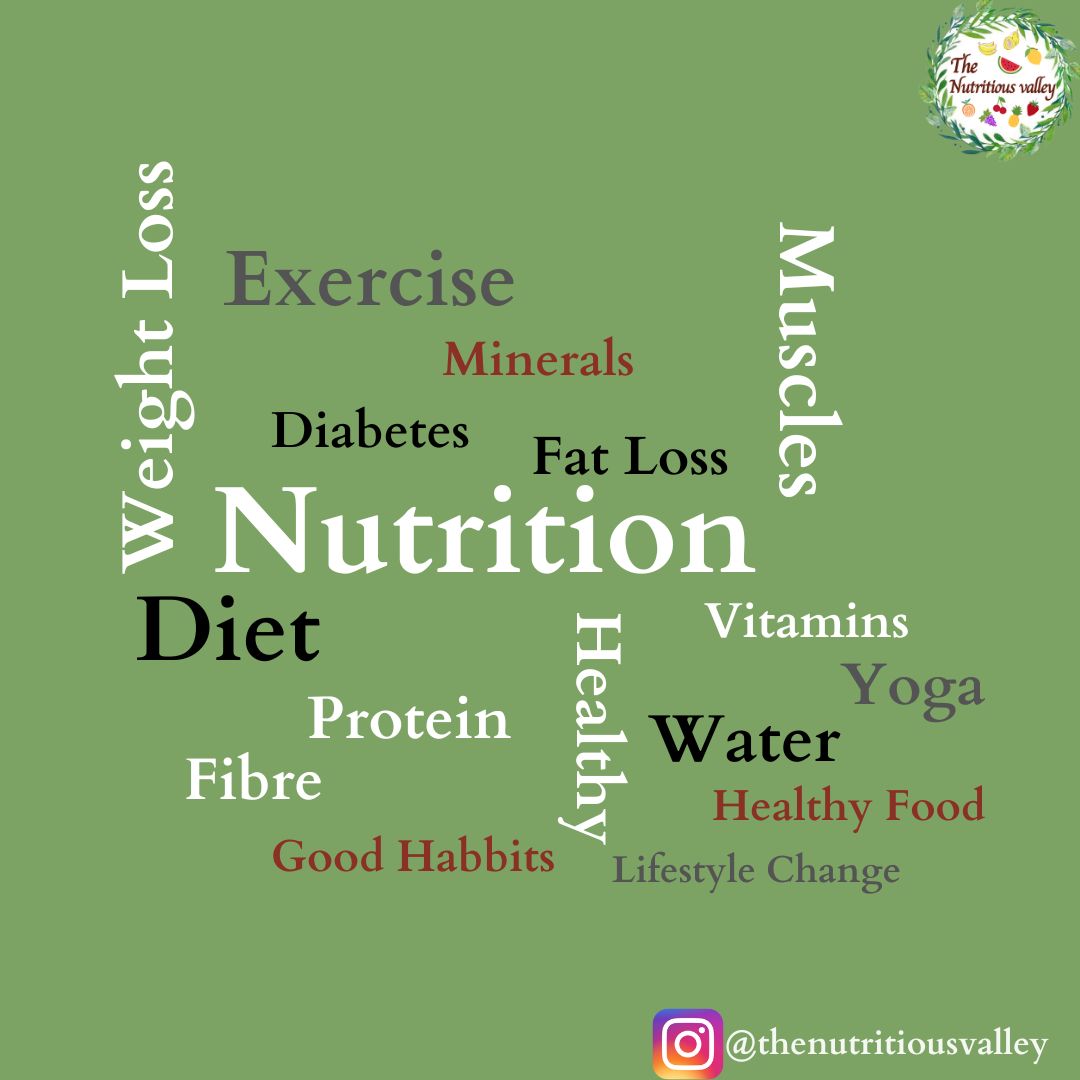 The
Nutritious valley
Weight Loss
Exercise
Muscles
Minerals
Diabetes
Fat Loss
Nutrition
Diet
Healthy
Vitamins
Yoga
Protein
Water
Fibre
Healthy Food
Good Habbits
Lifestyle Change
@thenutritiousvalley